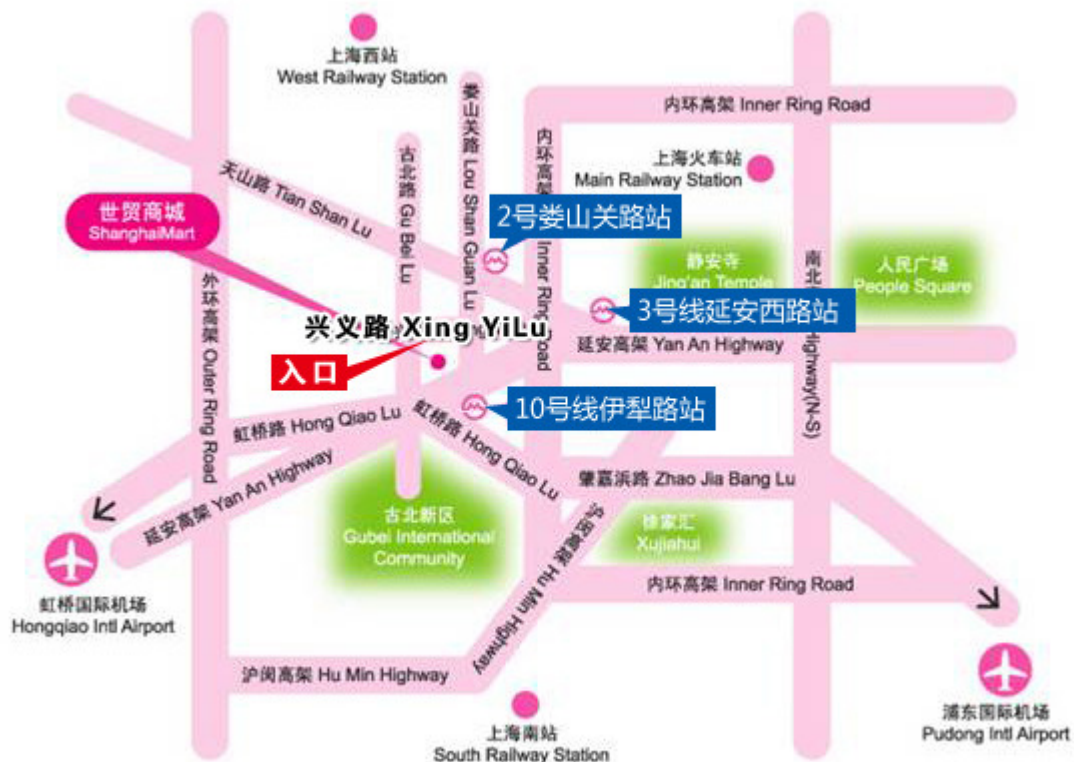 上海西站
West Railway Station
内环高架 Inner Ring Road
娄山关路 Lou Shan Guan Lu
古北路 Gu Bei Lu
内环高架 Inner Ring Road
上海火车站
Main Railway Station
天山路 Tian Shan Lu
世贸商城
ShanghaiMart
2号娄山关路站
静安寺
Jing'an Temple
人民广场
People Square
南北 Highway(N-S)
外环高架 Outer Ring Road
3号线延安西路站
兴义路 Xing YiLu
延安高架 Yan An Highway
入口
10号线伊犁路站
虹桥路 Hong Qiao Lu
虹桥路 Hong Qiao Lu
延安高架 Yan An Highway
肇嘉浜路 Zhao Jia Bang Lu
古北新区
Gubei International
Community
徐家汇
Xujiahui
Hu Min Highway
内环高架 Inner Ring Road
虹桥国际机场
Hongqiao Intl Airport
沪闵高架 Hu Min Highway
上海南站
South Railway Station
浦东国际机场
Pudong Intl Airport